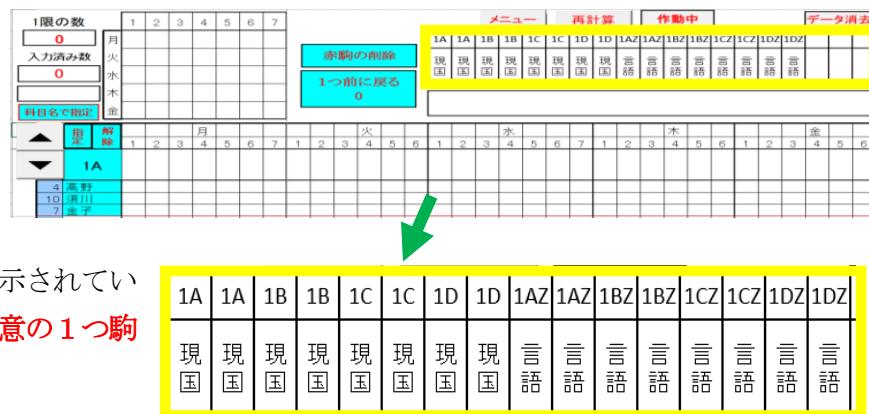 メニュー 再計算 作動中 データ消去
1限の数 1 2 3 4 5 6 7
0 月
入力済み数 火
0 水
木
科目名で指定 金
赤駒の削除
1つ前に戻る
0
1A 1A 1B 1B 1C 1C 1D 1D 1AZ 1AZ 1BZ 1BZ 1CZ 1CZ 1DZ 1DZ
現国 現国 現国 現国 現国 現国 現国 現国 言語 言語 言語 言語 言語 言語 言語 言語
指定 解除 月 火 水 木 金
1 2 3 4 5 6 7 1 2 3 4 5 6 1 2 3 4 5 6 7 1 2 3 4 5 6 1 2 3 4 5 6
1A
4 高野
10 須川
7 金子
示されてい
意の１つ駒
1A 1A 1B 1B 1C 1C 1D 1D 1AZ 1AZ 1BZ 1BZ 1CZ 1CZ 1DZ 1DZ
現国 現国 現国 現国 現国 現国 現国 現国 言語 言語 言語 言語 言語 言語 言語 言語